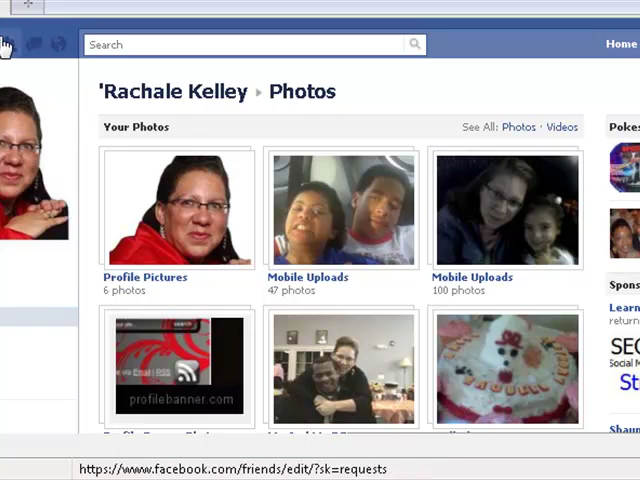 Search
Home
'Rachale Kelley ▸ Photos
Your Photos
See All: Photos · Videos
Pokes
Profile Pictures
6 photos
Mobile Uploads
47 photos
Mobile Uploads
100 photos
Spons
Learn
return
SEO
Social M
St
Shaun
search
via Email | RSS
profilebanner.com
https://www.facebook.com/friends/edit/?sk=requests